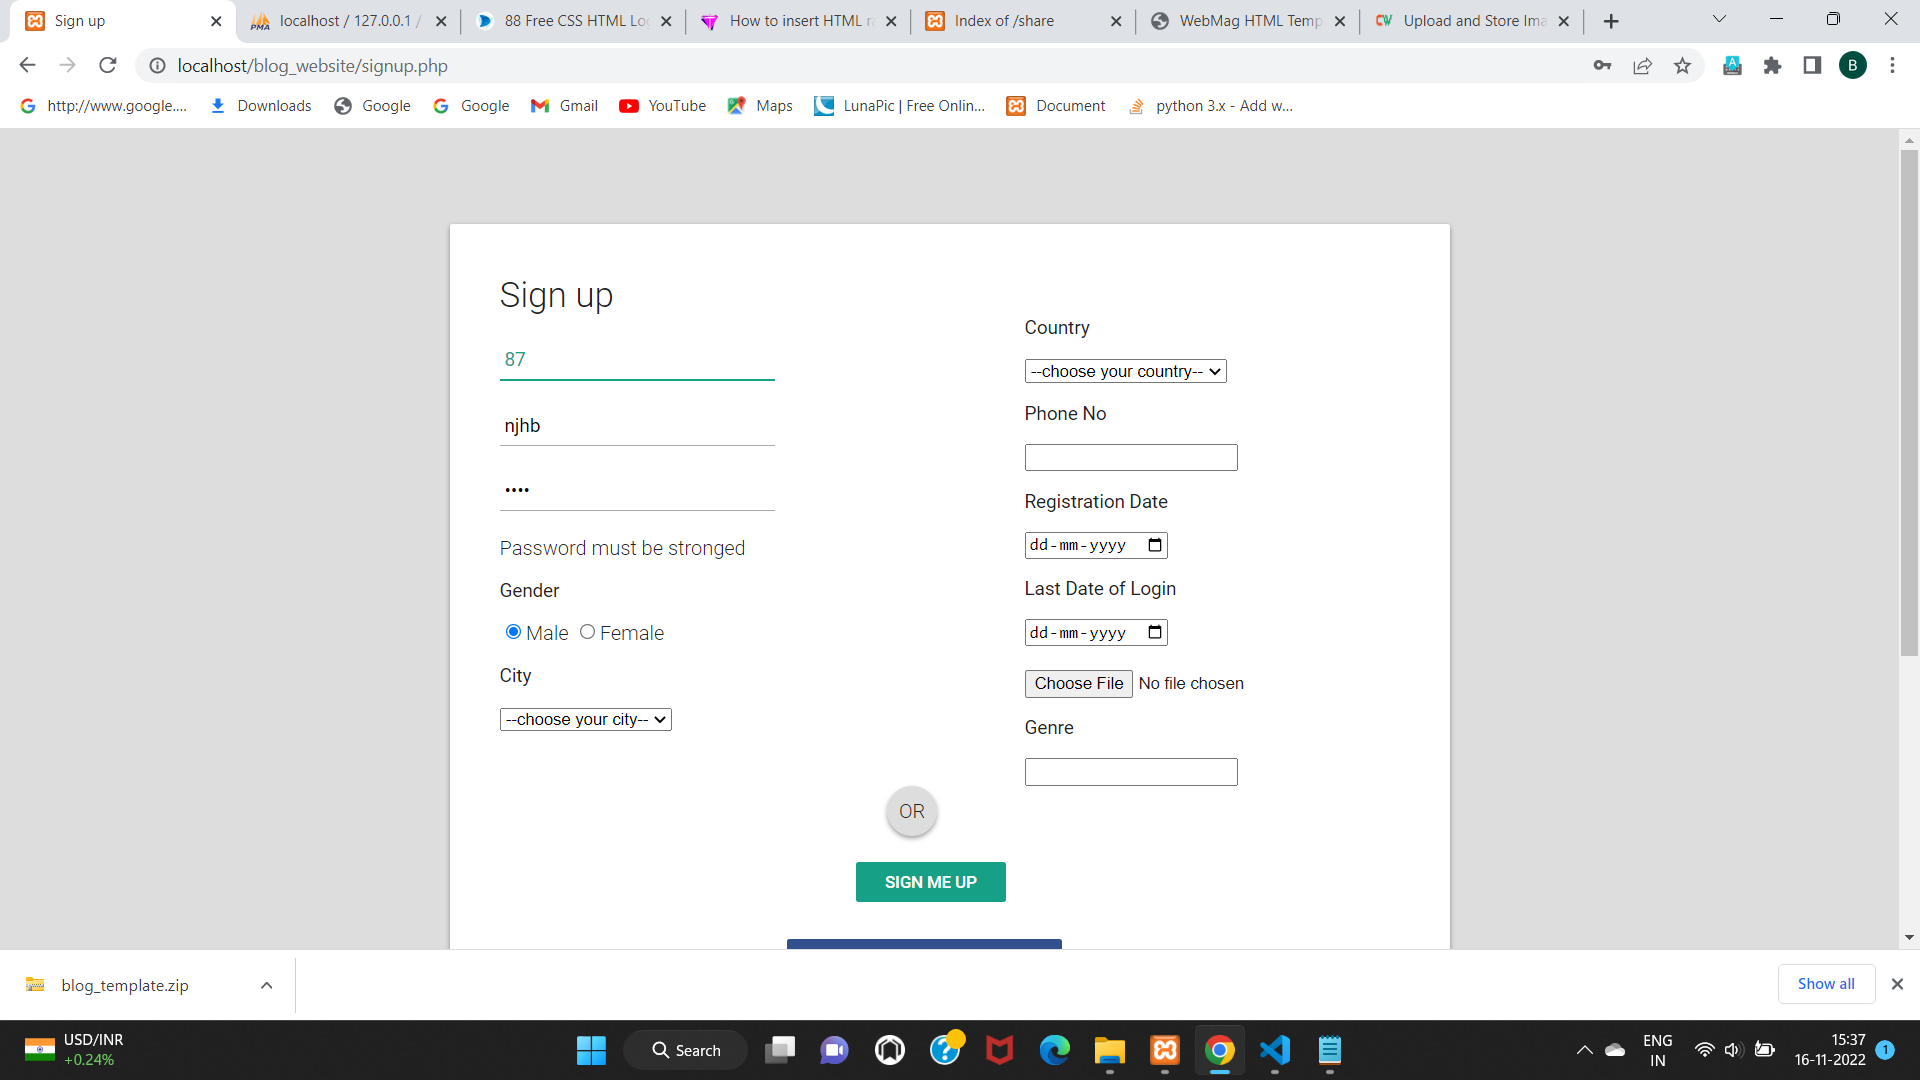 Sign up
localhost / 127.0.0.1 /
88 Free CSS HTML Lo
How to insert HTML r
Index of /share
WebMag HTML Temp
Upload and Store Ima
localhost/blog_website/signup.php
B
http://www.google....
Downloads
Google
Google
Gmail
YouTube
Maps
LunaPic | Free Onlin...
Document
python 3.x - Add w...
Sign up
87
njhb
••••
Password must be stronged
Gender
Male
Female
City
--choose your city--
Country
--choose your country--
Phone No
Registration Date
dd-mm-yyyy
Last Date of Login
dd-mm-yyyy
Choose File No file chosen
Genre
OR
SIGN ME UP
blog_template.zip
Show all
USD/INR
+0.24%
Search
ENG
IN
15:37
16-11-2022
1